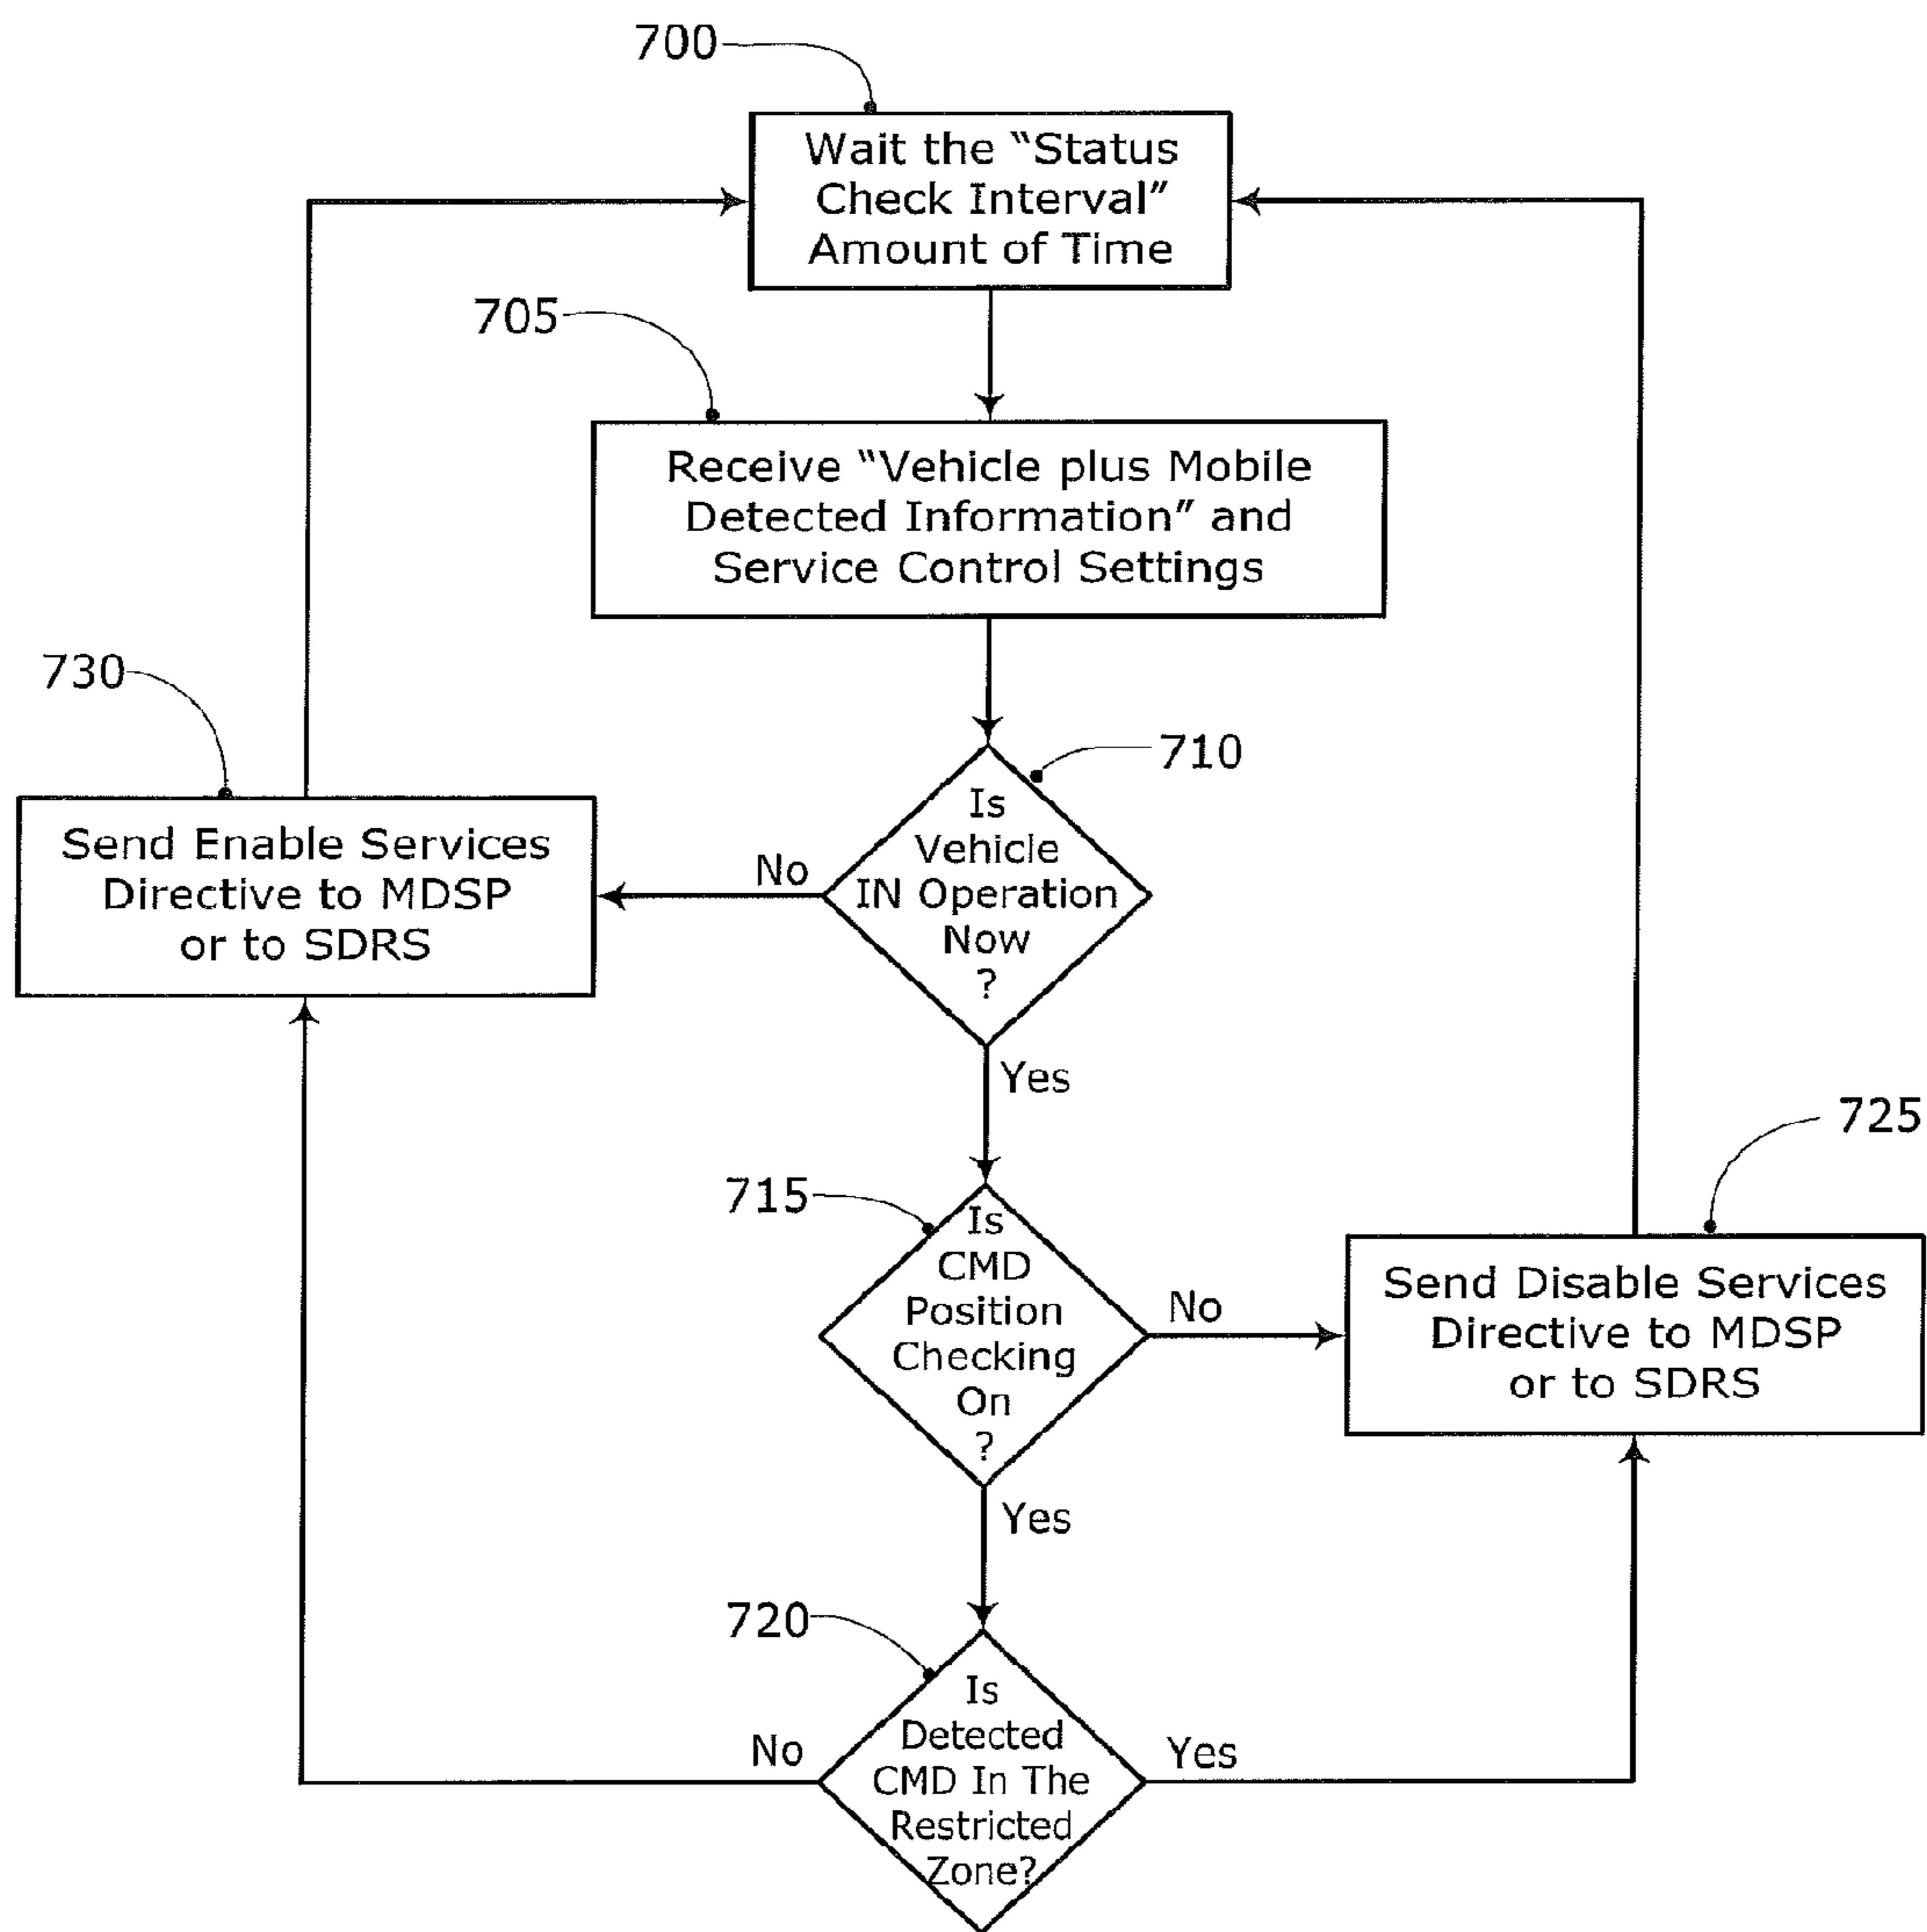 700
Wait the “Status
Check Interval”
Amount of Time
705
Receive “Vehicle plus Mobile
Detected Information” and
Service Control Settings
730
Send Enable Services
Directive to MDSP
or to SDRS
No
710
Is
Vehicle
IN Operation
Now
?
Yes
715
Is
CMD
Position
Checking
On
?
No
725
Send Disable Services
Directive to MDSP
or to SDRS
Yes
720
Is
Detected
CMD In The
Restricted
Zone?
No
Yes